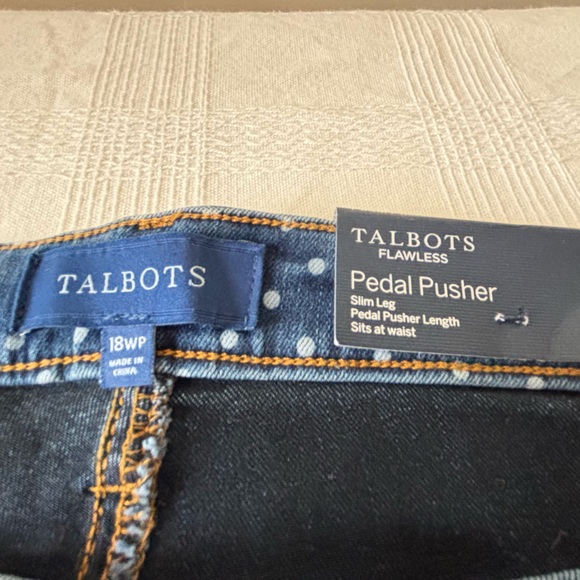 TALBOTS
18WP
MADE IN
CHINA
TALBOTS
FLAWLESS
Pedal Pusher
Slim Leg
Pedal Pusher Length
Sits at waist